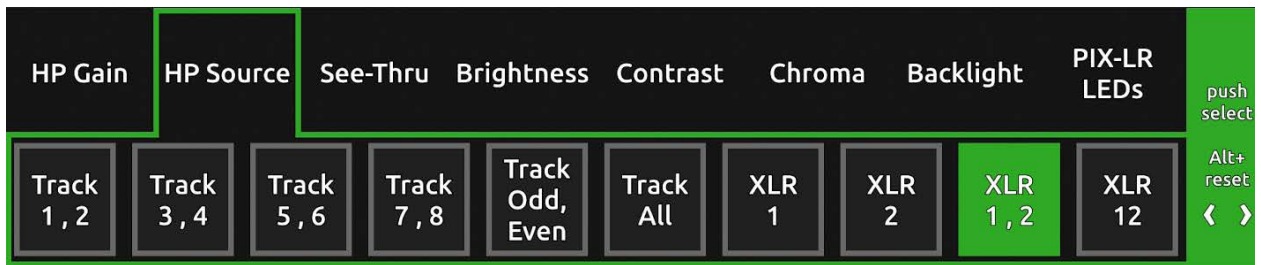 HP Gain HP Source See-Thru Brightness Contrast Chroma Backlight PIX-LR
LEDs
push
select
Track
1 , 2
Track
3 , 4
Track
5 , 6
Track
7 , 8
Track
Odd,
Even
Track
All
XLR
1
XLR
2
XLR
1 , 2
XLR
12
Alt+
reset
❮ ❯